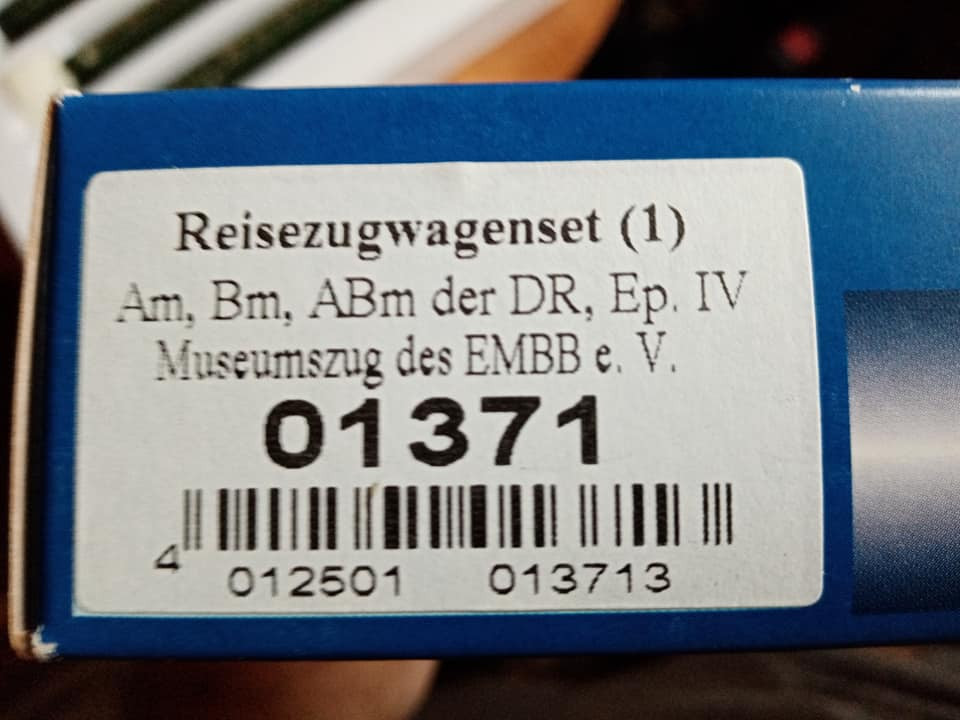 Reisezugwagenset (1)
Am, Bm, ABm der DR, Ep. IV
Museumszug des EMBB e. V.
01371
4 012501 013713